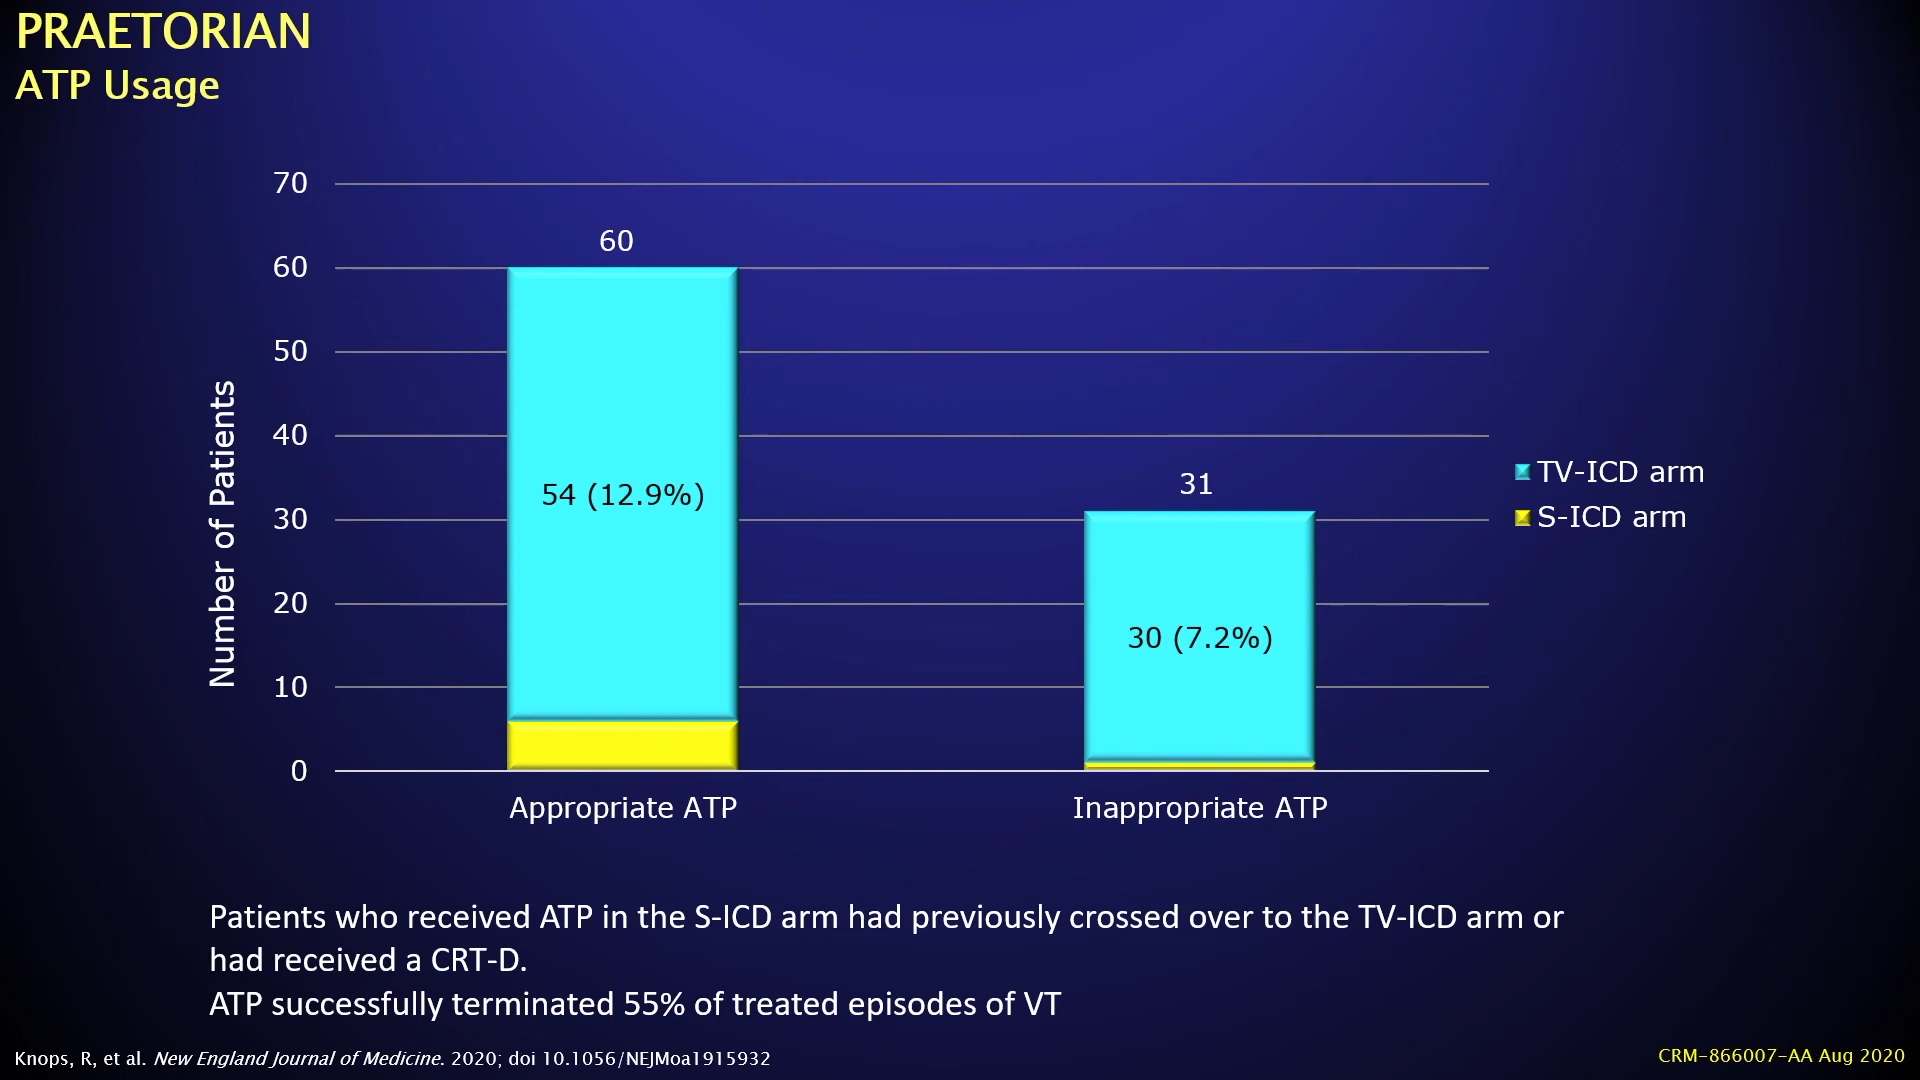 PRAETORIAN
ATP Usage
70
60
50
40
30
20
10
0
Number of Patients
60
54 (12.9%)
31
30 (7.2%)
Appropriate ATP
Inappropriate ATP
TV-ICD arm
S-ICD arm
Patients who received ATP in the S-ICD arm had previously crossed over to the TV-ICD arm or
had received a CRT-D.
ATP successfully terminated 55% of treated episodes of VT
Knops, R, et al. New England Journal of Medicine. 2020; doi 10.1056/NEJMoa1915932
CRM-866007-AA Aug 2020